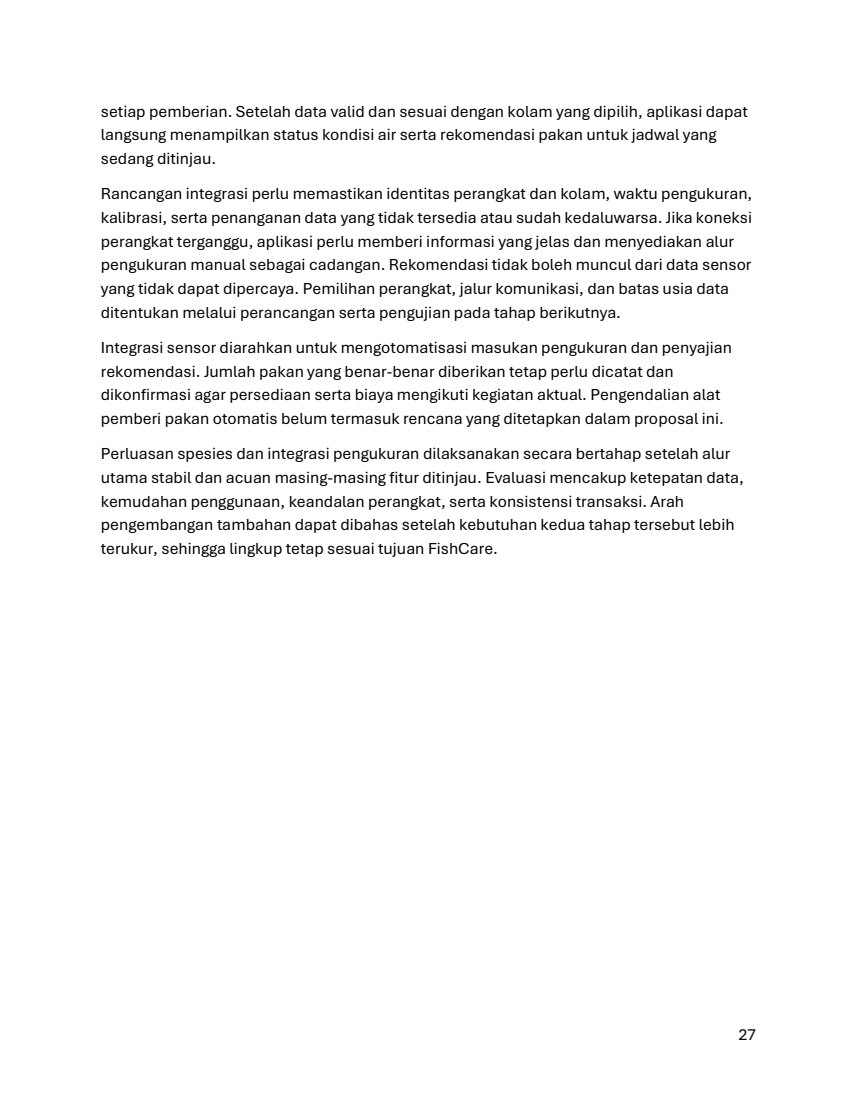 setiap pemberian. Setelah data valid dan sesuai dengan kolam yang dipilih, aplikasi dapat
langsung menampilkan status kondisi air serta rekomendasi pakan untuk jadwal yang
sedang ditinjau.
Rancangan integrasi perlu memastikan identitas perangkat dan kolam, waktu pengukuran,
kalibrasi, serta penanganan data yang tidak tersedia atau sudah kedaluwarsa. Jika koneksi
perangkat terganggu, aplikasi perlu memberi informasi yang jelas dan menyediakan alur
pengukuran manual sebagai cadangan. Rekomendasi tidak boleh muncul dari data sensor
yang tidak dapat dipercaya. Pemilihan perangkat, jalur komunikasi, dan batas usia data
ditentukan melalui perancangan serta pengujian pada tahap berikutnya.
Integrasi sensor diarahkan untuk mengotomatisasi masukan pengukuran dan penyajian
rekomendasi. Jumlah pakan yang benar-benar diberikan tetap perlu dicatat dan
dikonfirmasi agar persediaan serta biaya mengikuti kegiatan aktual. Pengendalian alat
pemberi pakan otomatis belum termasuk rencana yang ditetapkan dalam proposal ini.
Perluasan spesies dan integrasi pengukuran dilaksanakan secara bertahap setelah alur
utama stabil dan acuan masing-masing fitur ditinjau. Evaluasi mencakup ketepatan data,
kemudahan penggunaan, keandalan perangkat, serta konsistensi transaksi. Arah
pengembangan tambahan dapat dibahas setelah kebutuhan kedua tahap tersebut lebih
terukur, sehingga lingkup tetap sesuai tujuan FishCare.
27